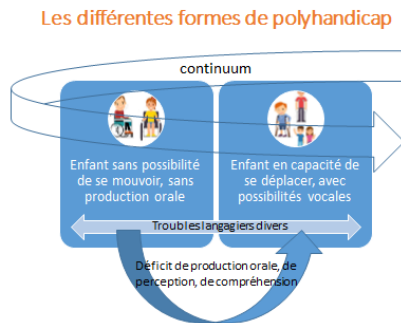 Les différentes formes de polyhandicap
continuum
Enfant sans possibilité
de se mouvoir, sans
production orale
Enfant en capacité de
se déplacer, avec
possibilités vocales
Troubles langagiers divers
Déficit de production orale, de
perception, de compréhension